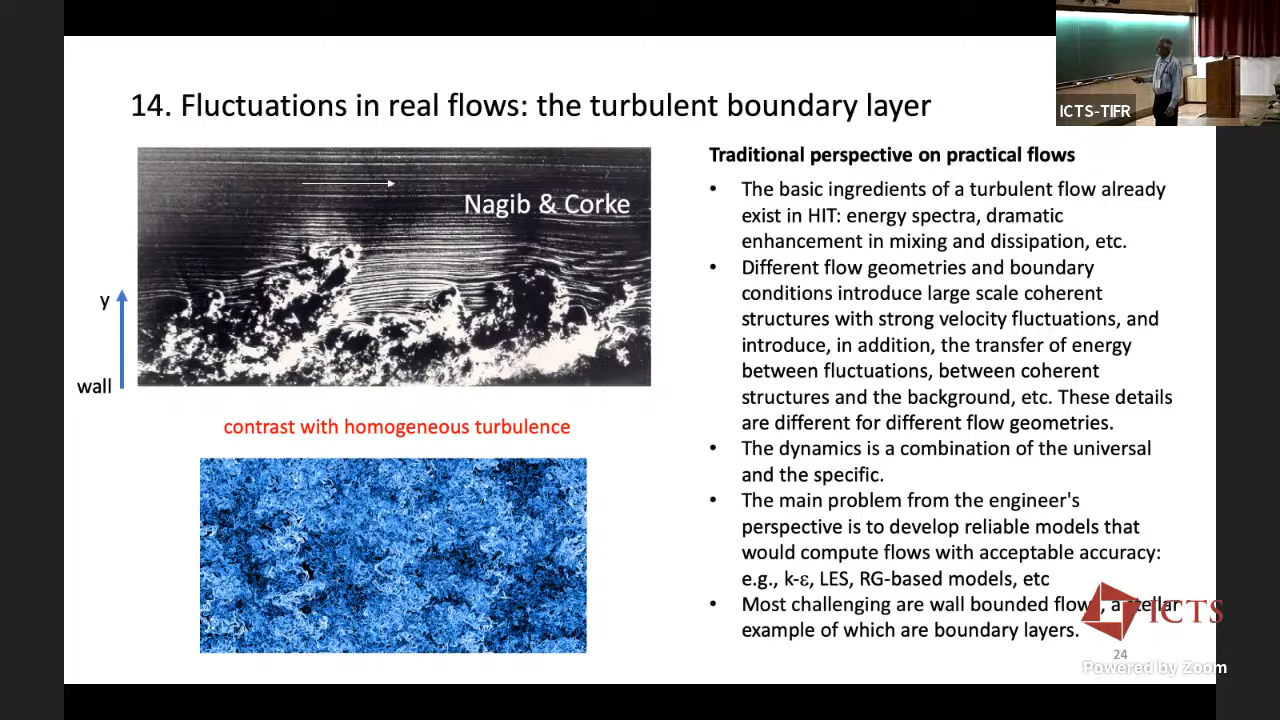 ICTS-TIFR
14. Fluctuations in real flows: the turbulent boundary layer
Nagib & Corke
y
wall
contrast with homogeneous turbulence
Traditional perspective on practical flows
• The basic ingredients of a turbulent flow already
exist in HIT: energy spectra, dramatic
enhancement in mixing and dissipation, etc.
• Different flow geometries and boundary
conditions introduce large scale coherent
structures with strong velocity fluctuations, and
introduce, in addition, the transfer of energy
between fluctuations, between coherent
structures and the background, etc. These details
are different for different flow geometries.
• The dynamics is a combination of the universal
and the specific.
• The main problem from the engineer's
perspective is to develop reliable models that
would compute flows with acceptable accuracy:
e.g., k-ε, LES, RG-based models, etc
• Most challenging are wall bounded flows, a stellar
example of which are boundary layers.
ICTS
24
Powered by Zoom